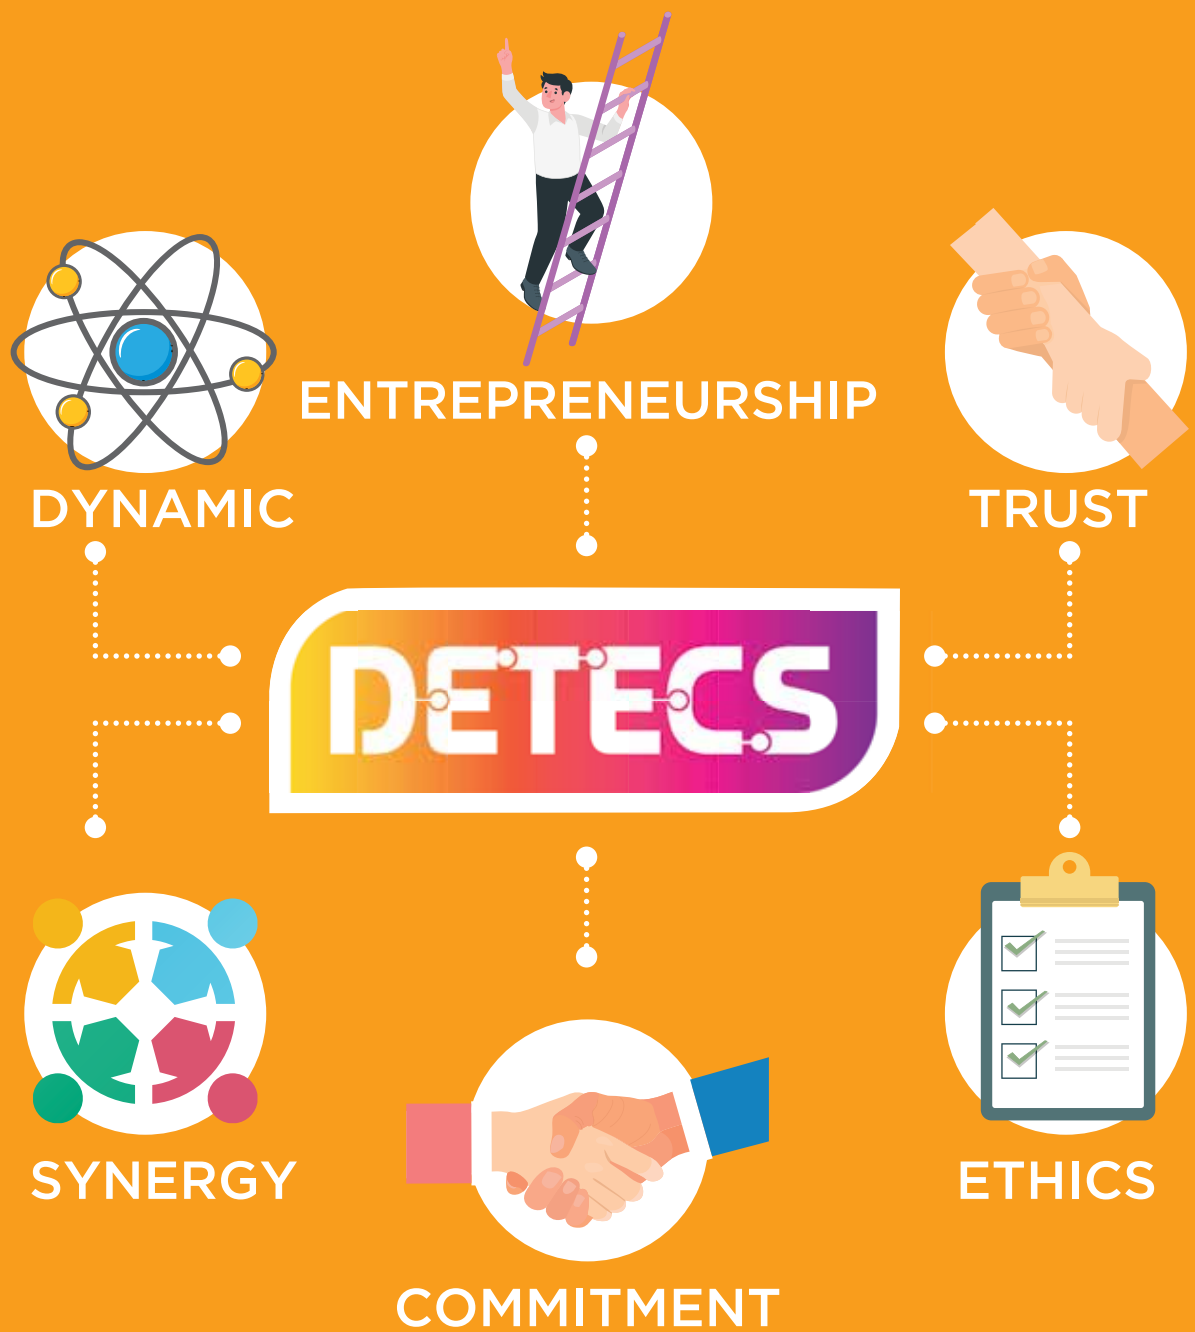 ENTREPRENEURSHIP
DYNAMIC
TRUST
DETECS
SYNERGY
ETHICS
COMMITMENT